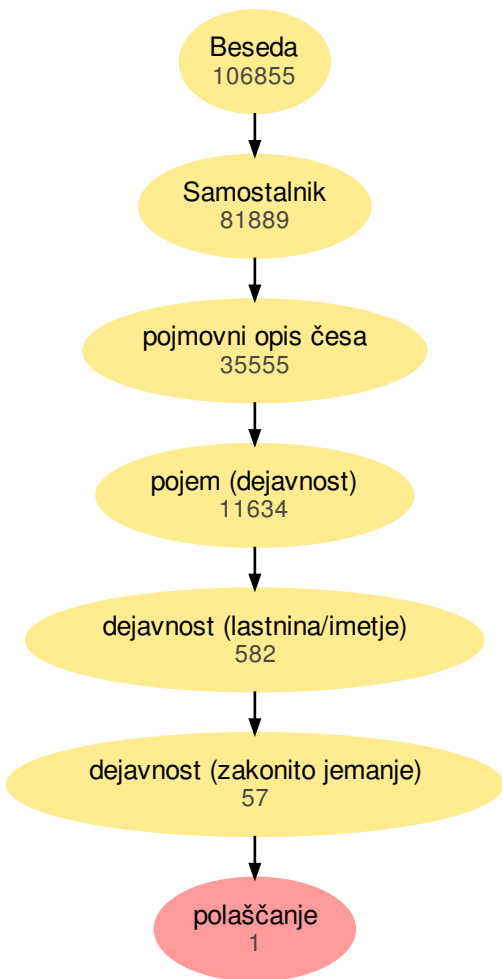 Beseda
106855
Samostalnik
81889
pojmovni opis česa
35555
pojem (dejavnost)
11634
dejavnost (lastnina/imetje)
582
dejavnost (zakonito jemanje)
57
polaščanje
1